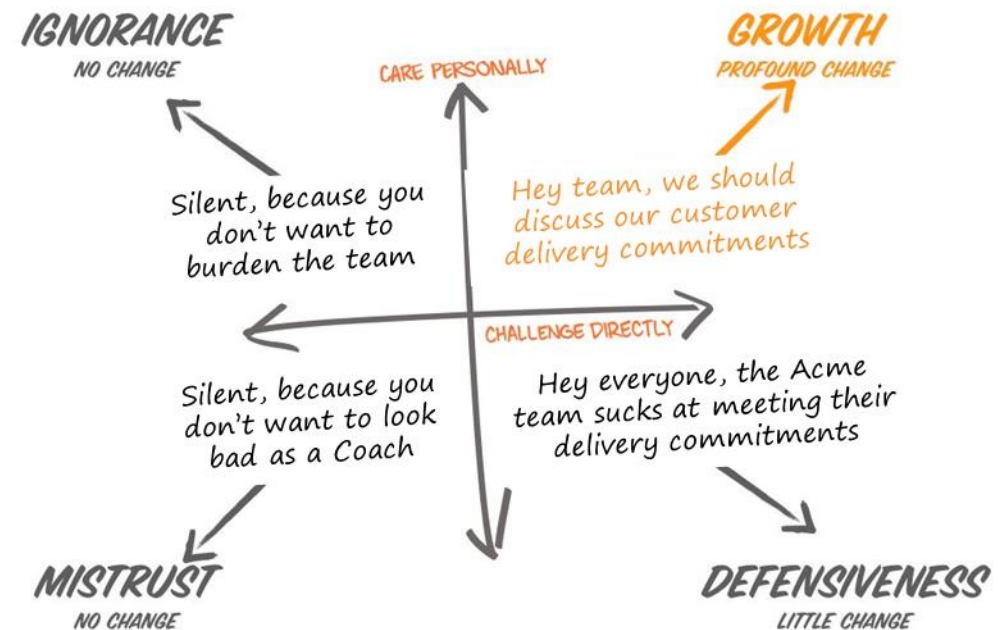 IGNORANCE
NO CHANGE
GROWTH
PROFOUND CHANGE
CARE PERSONALLY
Silent, because you
don't want to
burden the team
Hey team, we should
discuss our customer
delivery commitments
CHALLENGE DIRECTLY
Silent, because you
don't want to look
bad as a Coach
Hey everyone, the Acme
team sucks at meeting their
delivery commitments
MISTRUST
NO CHANGE
DEFENSIVENESS
LITTLE CHANGE